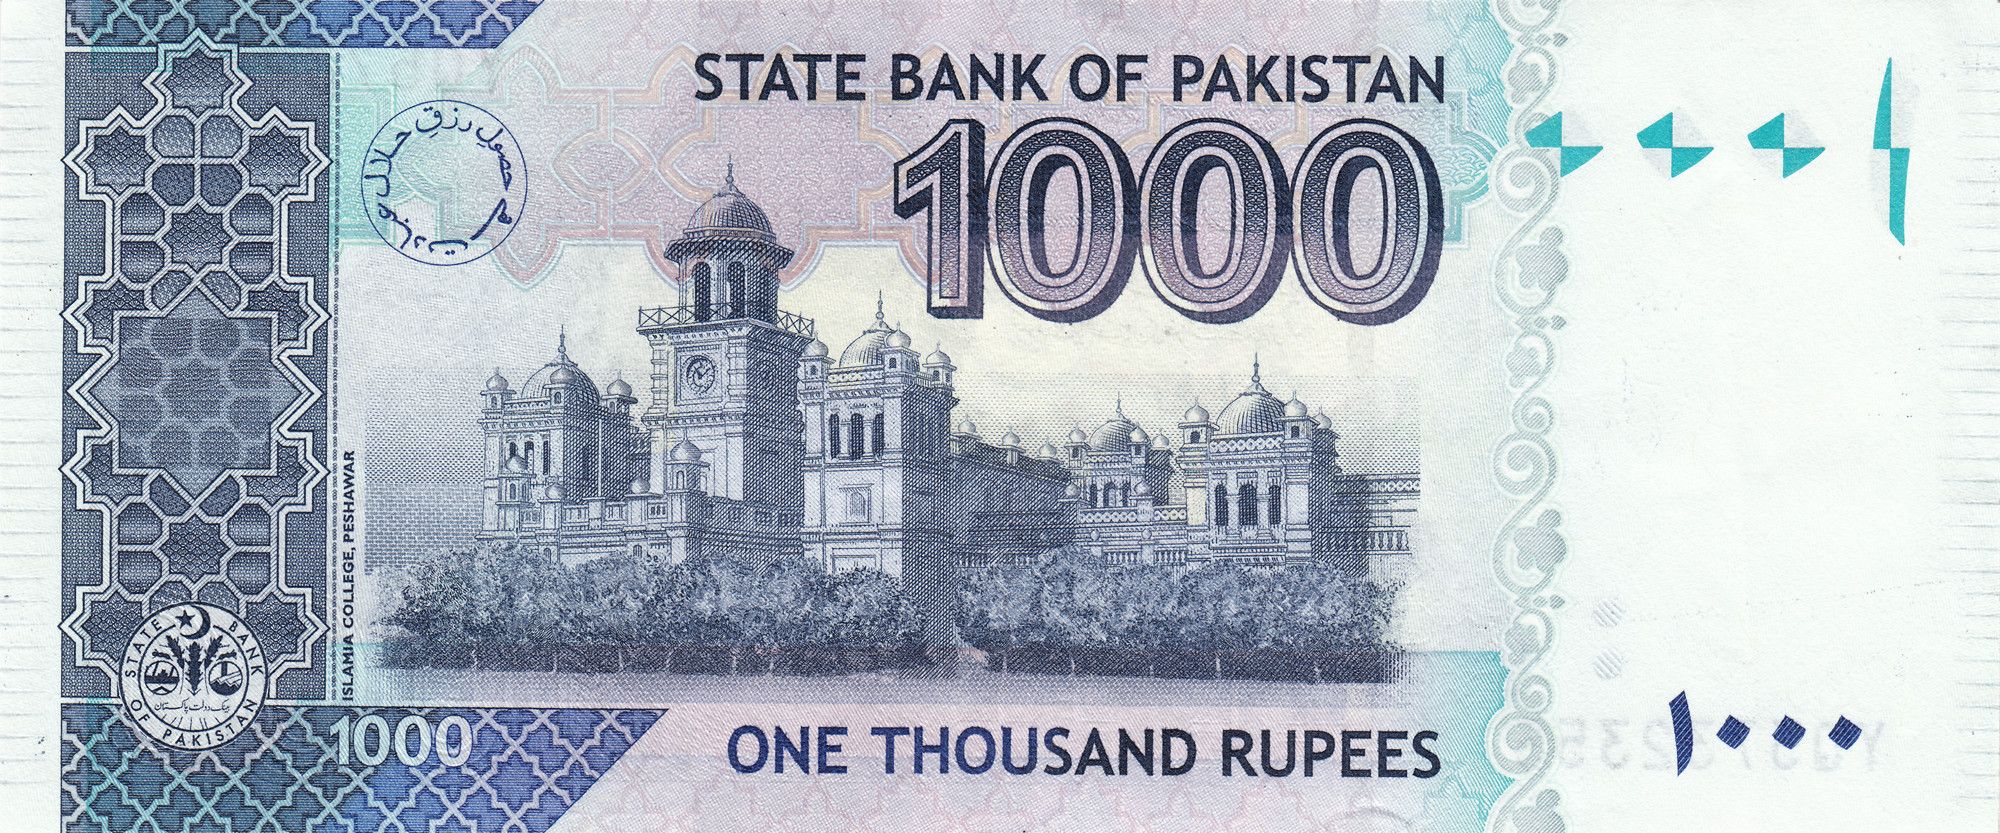 STATE BANK OF PAKISTAN
1000
حصولِ رزقِ حلال عبادت ہے
ISLAMIA COLLEGE, PESHAWAR
STATE BANK OF PAKISTAN
بینک دولت پاکستان
1000
ONE THOUSAND RUPEES
۱۰۰۰